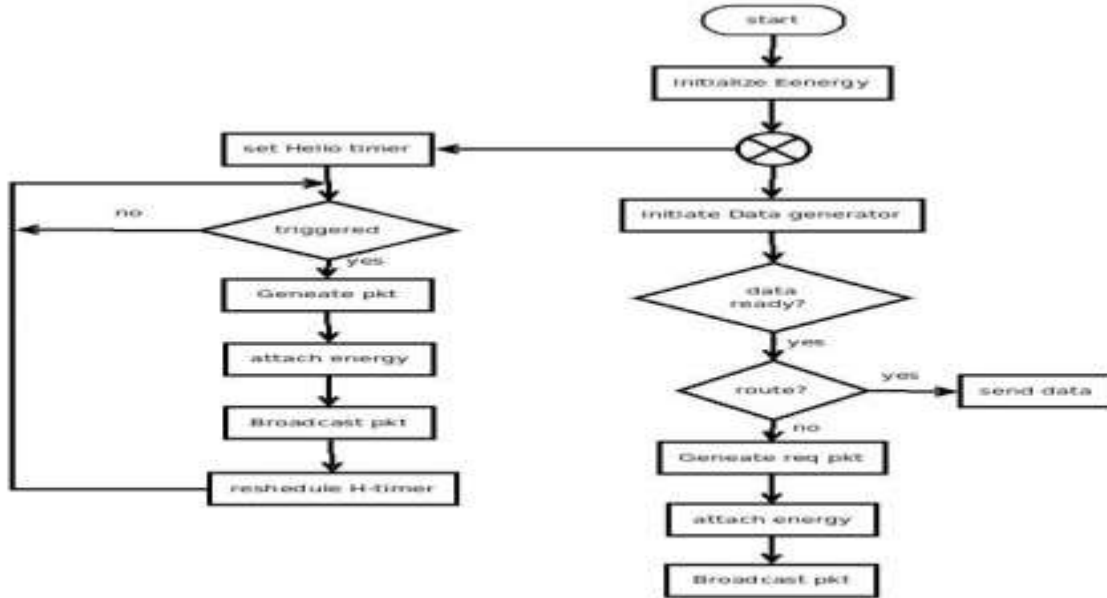 start
Initialize Eenergy
set Hello timer
Initiate Data generator
no
triggered
yes
Geneate pkt
data
ready?
yes
attach energy
route?
yes
send data
no
Broadcast pkt
Geneate req pkt
reshedule H-timer
attach energy
Broadcast pkt